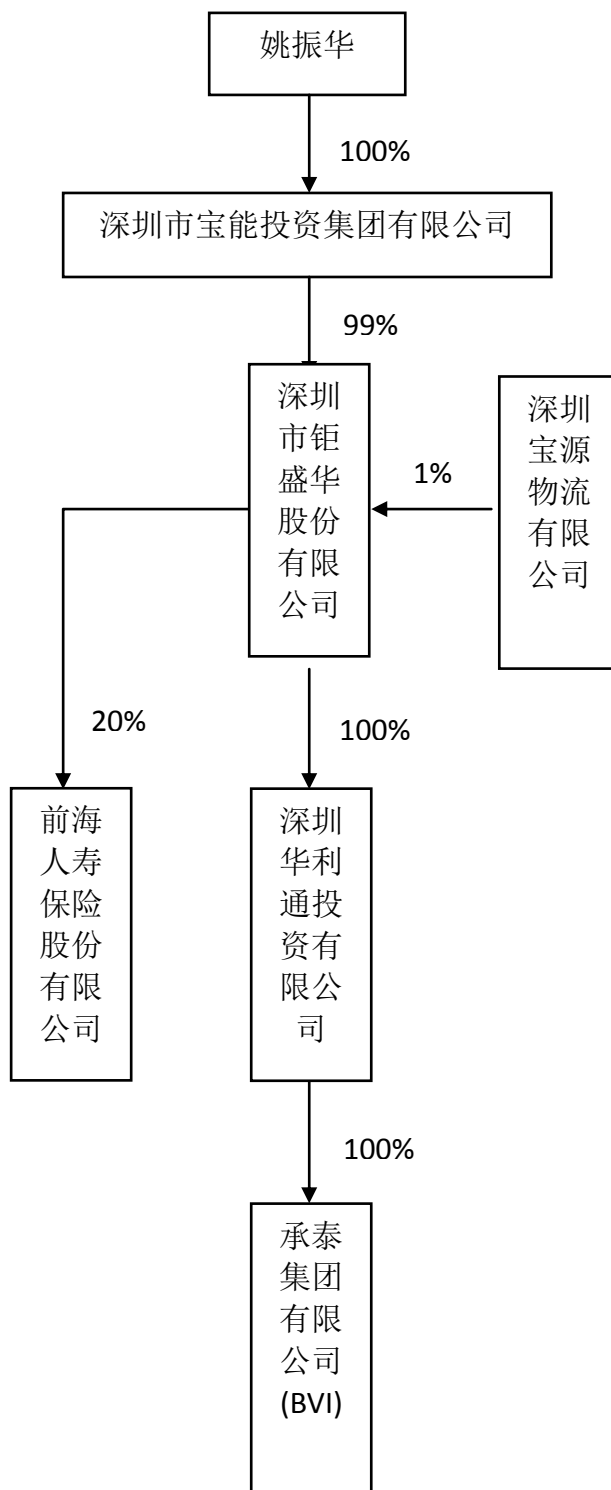 姚振华
100%
深圳市宝能投资集团有限公司
99%
深圳
市钜
盛华
股份
有限
公司
1%
深圳
宝源
物流
有限
公司
20%
100%
前海
人寿
保险
股份
有限
公司
深圳
华利
通投
资有
限公
司
100%
承泰
集团
有限
公司
(BVI)